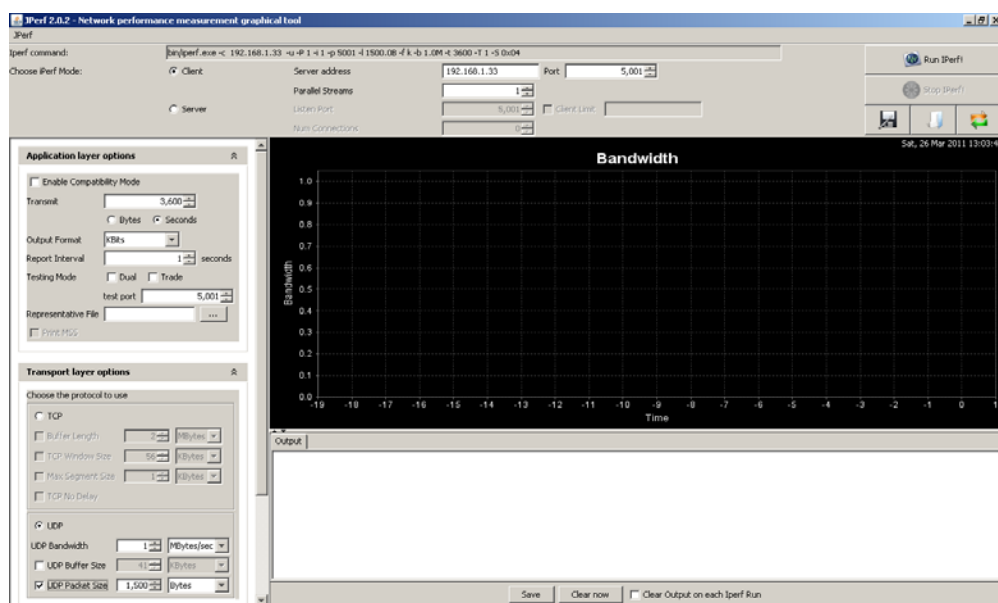 JPerf 2.0.2 - Network performance measurement graphical tool
JPerf
Iperf command: bin/iperf.exe -c 192.168.1.33 -u -P 1 -i 1 -p 5001 -l 1500.0B -f k -b 1.0M -t 3600 -T 1 -S 0x04
Choose iPerf Mode: Client Server address 192.168.1.33 Port 5,001
Parallel Streams 1
Server Listen Port 5,001 Client Limit
Num Connections 0
Run IPerf!
Stop IPerf!
Sat, 26 Mar 2011 13:03:4
Application layer options
Enable Compatibility Mode
Transmit 3,600
Bytes Seconds
Output Format KBits
Report Interval 1 seconds
Testing Mode Dual Trade
test port 5,001
Representative File ...
Print MSS
Transport layer options
Choose the protocol to use
TCP
Buffer Length 2 MBytes
TCP Window Size 56 KBytes
Max Segment Size 1 KBytes
TCP No Delay
UDP
UDP Bandwidth 1 MBytes/sec
UDP Buffer Size 41 KBytes
UDP Packet Size 1,500 Bytes
Bandwidth
1.0
0.9
0.8
0.7
0.6
0.5
0.4
0.3
0.2
0.1
0.0
Bandwidth
-19 -18 -17 -16 -15 -14 -13 -12 -11 -10 -9 -8 -7 -6 -5 -4 -3 -2 -1 0 1
Time
Output
Save Clear now Clear Output on each Iperf Run